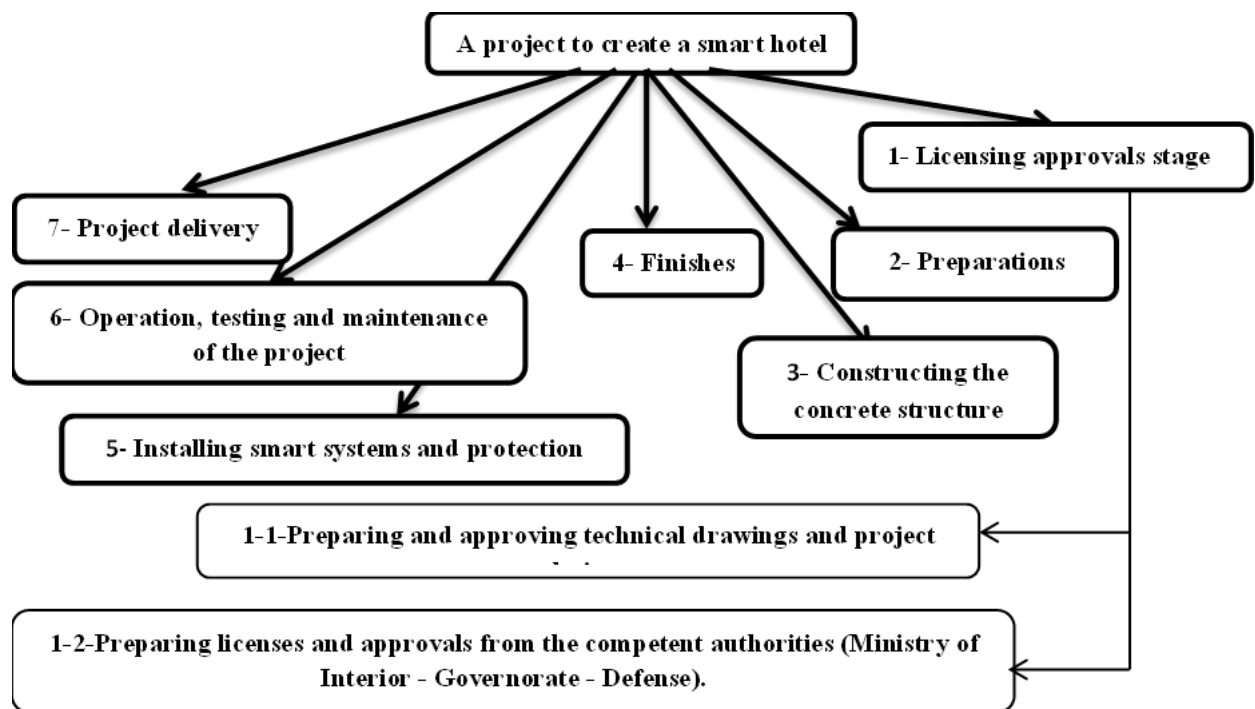 A project to create a smart hotel
1- Licensing approvals stage
7- Project delivery
4- Finishes
2- Preparations
6- Operation, testing and maintenance
of the project
3- Constructing the
concrete structure
5- Installing smart systems and protection
1-1-Preparing and approving technical drawings and project
1-2-Preparing licenses and approvals from the competent authorities (Ministry of
Interior - Governorate - Defense).